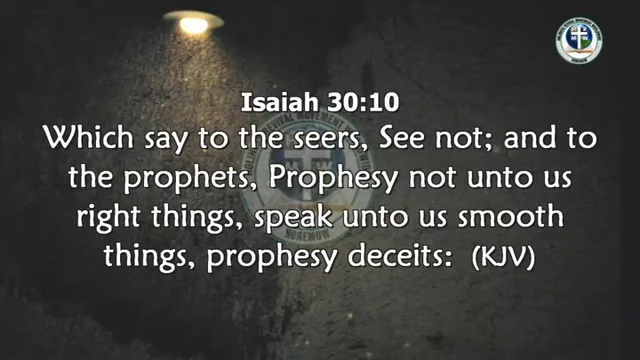 Isaiah 30:10
Which say to the seers, See not; and to
the prophets, Prophesy not unto us
right things, speak unto us smooth
things, prophesy deceits: (KJV)